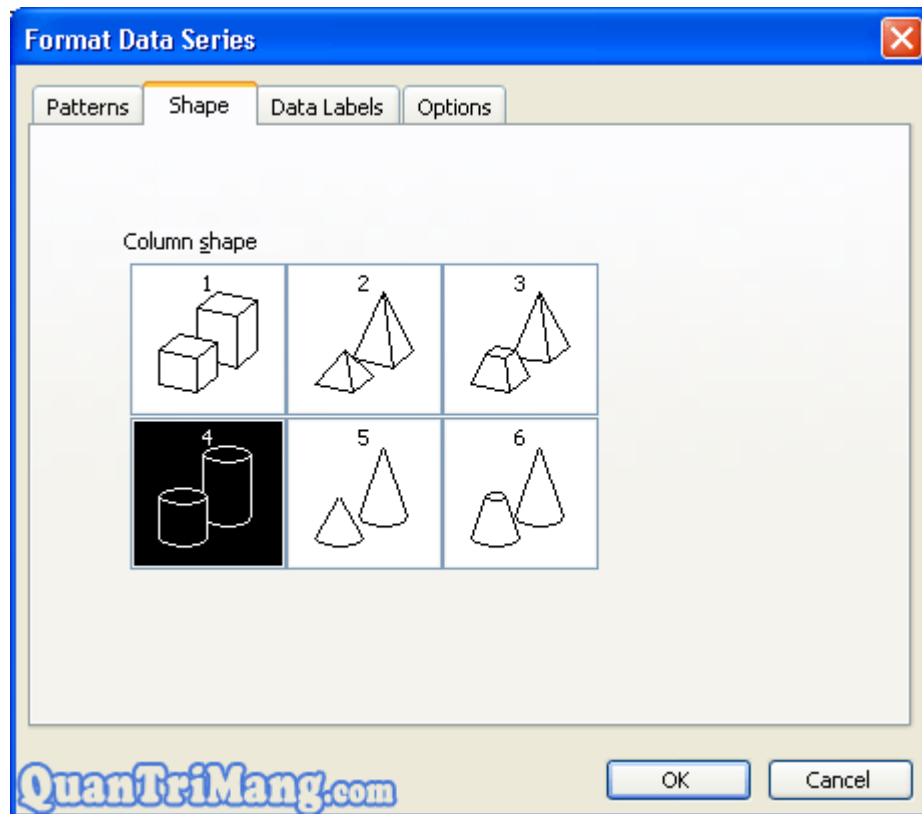 Format Data Series
Patterns Shape Data Labels Options
Column shape
1 2 3
4 5 6
QuanTriMang.com
OK Cancel